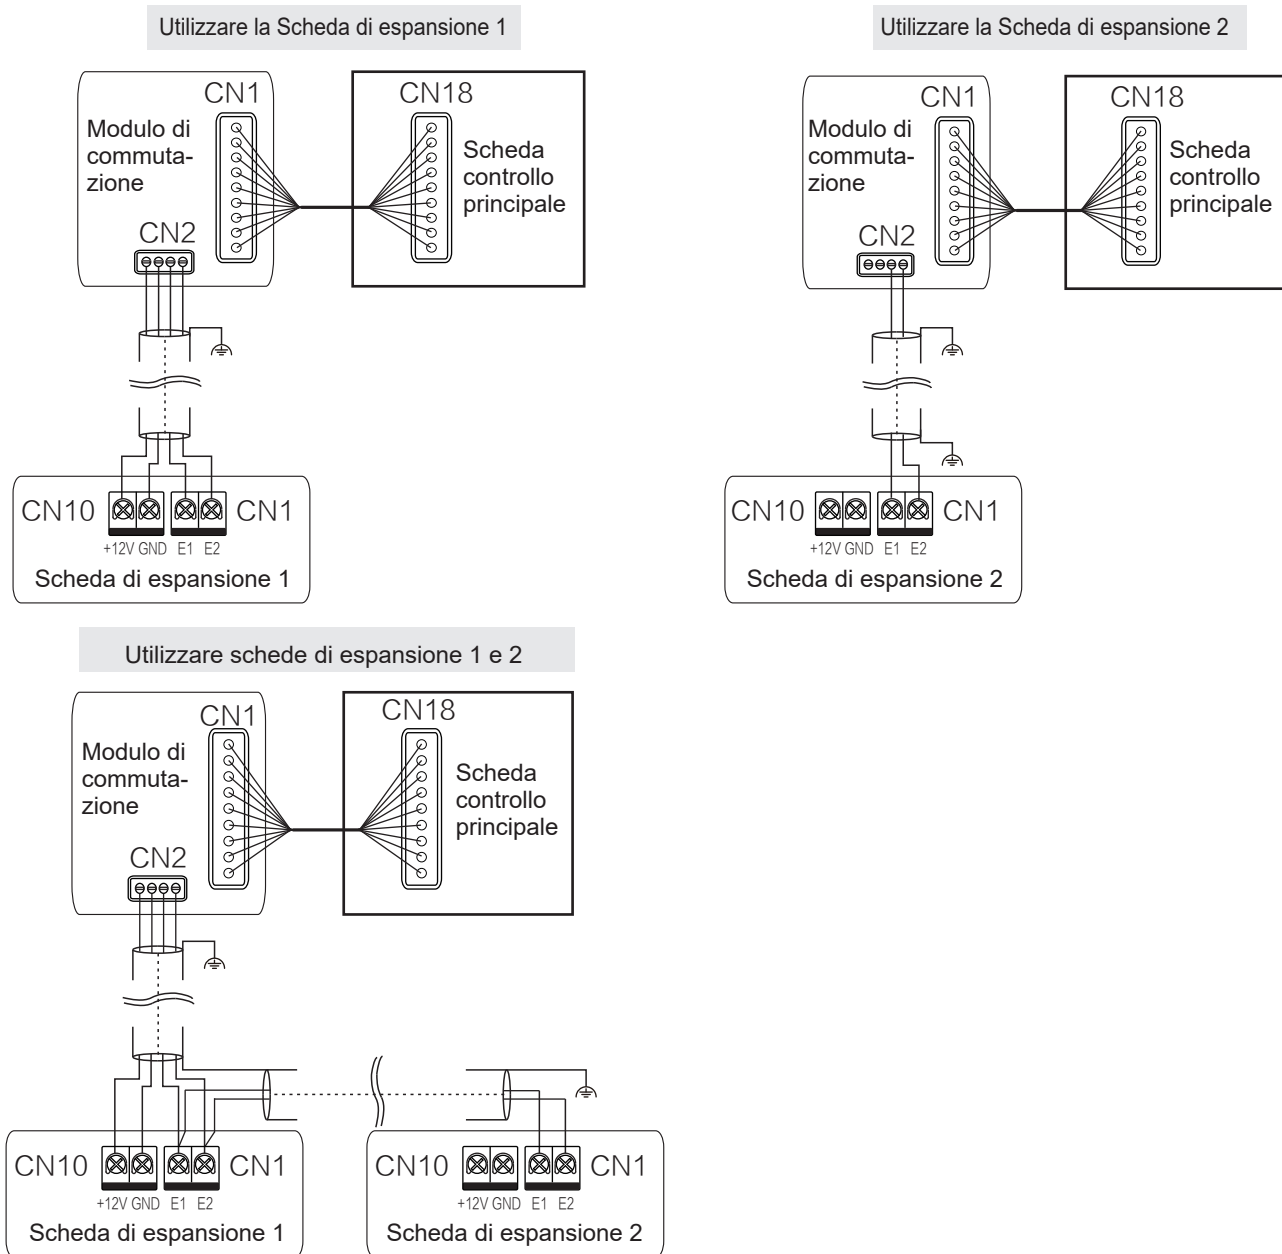 Utilizzare la Scheda di espansione 1
CN1
CN18
Modulo di
commuta-
zione
Scheda
controllo
principale
CN2
CN10
CN1
+12V GND E1 E2
Scheda di espansione 1
Utilizzare la Scheda di espansione 2
CN1
CN18
Modulo di
commuta-
zione
Scheda
controllo
principale
CN2
CN10
CN1
+12V GND E1 E2
Scheda di espansione 2
Utilizzare schede di espansione 1 e 2
CN1
CN18
Modulo di
commuta-
zione
Scheda
controllo
principale
CN2
CN10
CN1
+12V GND E1 E2
Scheda di espansione 1
CN10
CN1
+12V GND E1 E2
Scheda di espansione 2